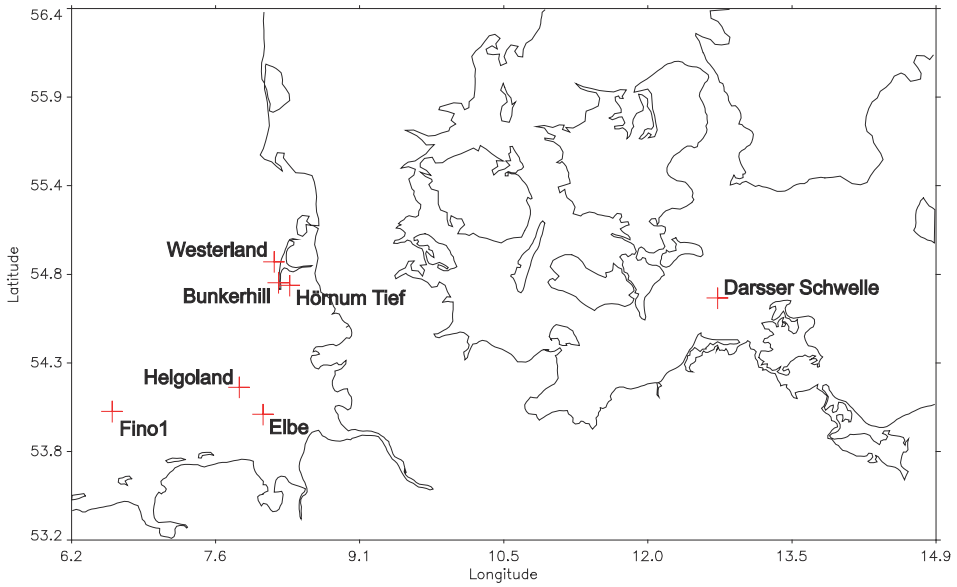 56.4
55.9
55.4
54.8
54.3
53.8
53.2
Latitude
Westerland
Bunkerhill
Hörnum Tief
Darsser Schwelle
Helgoland
Fino1
Elbe
6.2 7.6 9.1 10.5 12.0 13.5 14.9
Longitude